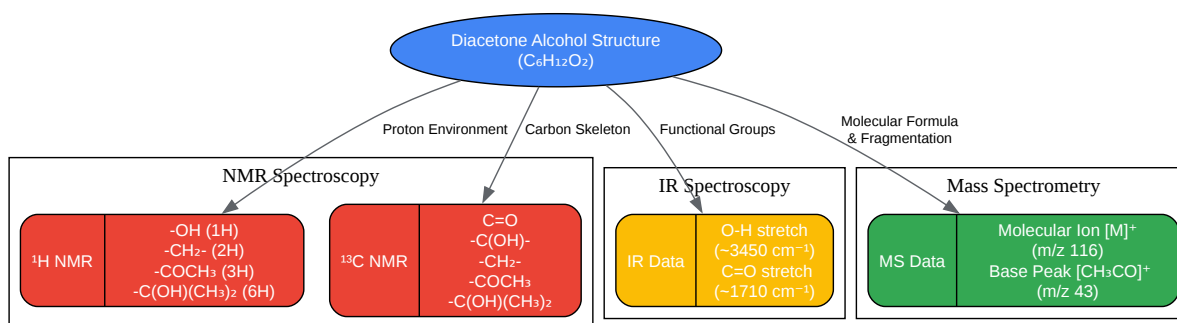 Diacetone Alcohol Structure
(C₆H₁₂O₂)
Proton Environment
Carbon Skeleton
Functional Groups
Molecular Formula
& Fragmentation
NMR Spectroscopy
IR Spectroscopy
Mass Spectrometry
¹H NMR
-OH (1H)
-CH₂- (2H)
-COCH₃ (3H)
-C(OH)(CH₃)₂ (6H)
¹³C NMR
C=O
-C(OH)-
-CH₂-
-COCH₃
-C(OH)(CH₃)₂
IR Data
O-H stretch
(~3450 cm⁻¹)
C=O stretch
(~1710 cm⁻¹)
MS Data
Molecular Ion [M]⁺
(m/z 116)
Base Peak [CH₃CO]⁺
(m/z 43)